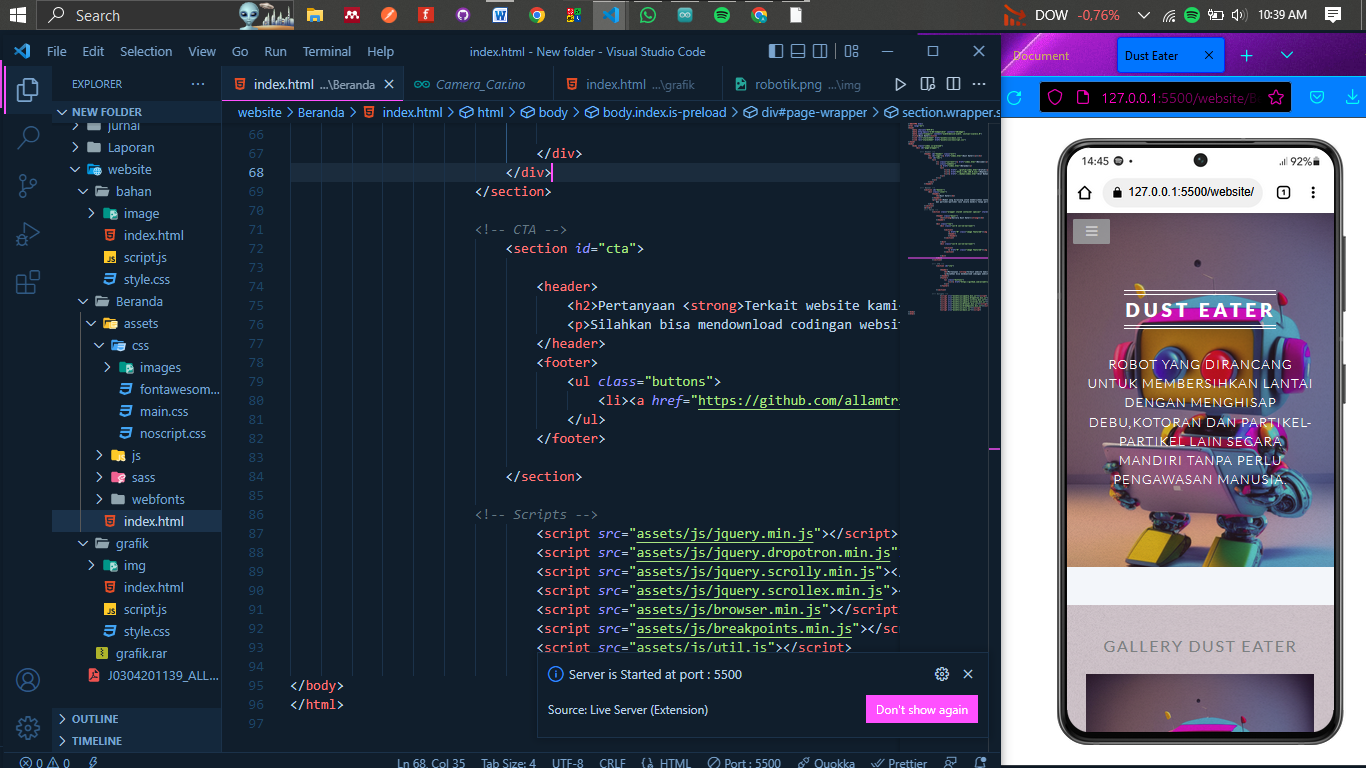 Search
DOW -0,76%
10:39 AM
File Edit Selection View Go Run Terminal Help
index.html - New folder - Visual Studio Code
EXPLORER
NEW FOLDER
jurnal
Laporan
website
bahan
image
index.html
script.js
style.css
Beranda
assets
css
images
fontawesom...
main.css
noscript.css
js
sass
webfonts
index.html
grafik
img
index.html
script.js
style.css
grafik.rar
J0304201139_ALL...
OUTLINE
TIMELINE
index.html ...\Beranda
Camera_Car.ino
index.html ...\grafik
robotik.png ...\img
website > Beranda > index.html > html > body > body.index.is-preload > div#page-wrapper > section.wrapper.s
66
67 </div>
68 </div>
69 </section>
70
71 <!-- CTA -->
72 <section id="cta">
73
74 <header>
75 <h2>Pertanyaan <strong>Terkait website kami
76 <p>Silahkan bisa mendownload codingan websit
77 </header>
78 <footer>
79 <ul class="buttons">
80 <li><a href="https://github.com/allamtri
81 </ul>
82 </footer>
83
84 </section>
85
86 <!-- Scripts -->
87 <script src="assets/js/jquery.min.js"></script>
88 <script src="assets/js/jquery.dropotron.min.js"
89 <script src="assets/js/jquery.scrolly.min.js"></
90 <script src="assets/js/jquery.scrollex.min.js"><
91 <script src="assets/js/browser.min.js"></script
92 <script src="assets/js/breakpoints.min.js"></scr
93 <script src="assets/js/util.js"></script>
94
95 </body>
96 </html>
97
Server is Started at port : 5500
Source: Live Server (Extension)
Don't show again
0 0
Ln 68, Col 35 Tab Size: 4 UTF-8 CRLF HTML Port : 5500 Quokka Prettier
Document
Dust Eater
127.0.0.1:5500/website/B
14:45
92%
127.0.0.1:5500/website/
1
DUST EATER
ROBOT YANG DIRANCANG
UNTUK MEMBERSIHKAN LANTAI
DENGAN MENGHISAP
DEBU,KOTORAN DAN PARTIKEL-
PARTIKEL LAIN SECARA
MANDIRI TANPA PERLU
PENGAWASAN MANUSIA.
GALLERY DUST EATER